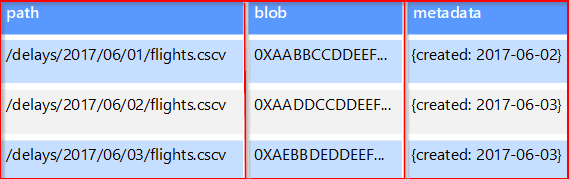 path blob metadata
/delays/2017/06/01/flights.cscv 0XAABBCCDDEEF... {created: 2017-06-02}
/delays/2017/06/02/flights.cscv 0XAADDCCDDEEF... {created: 2017-06-03}
/delays/2017/06/03/flights.cscv 0XAEBBDEDDEEF... {created: 2017-06-03}